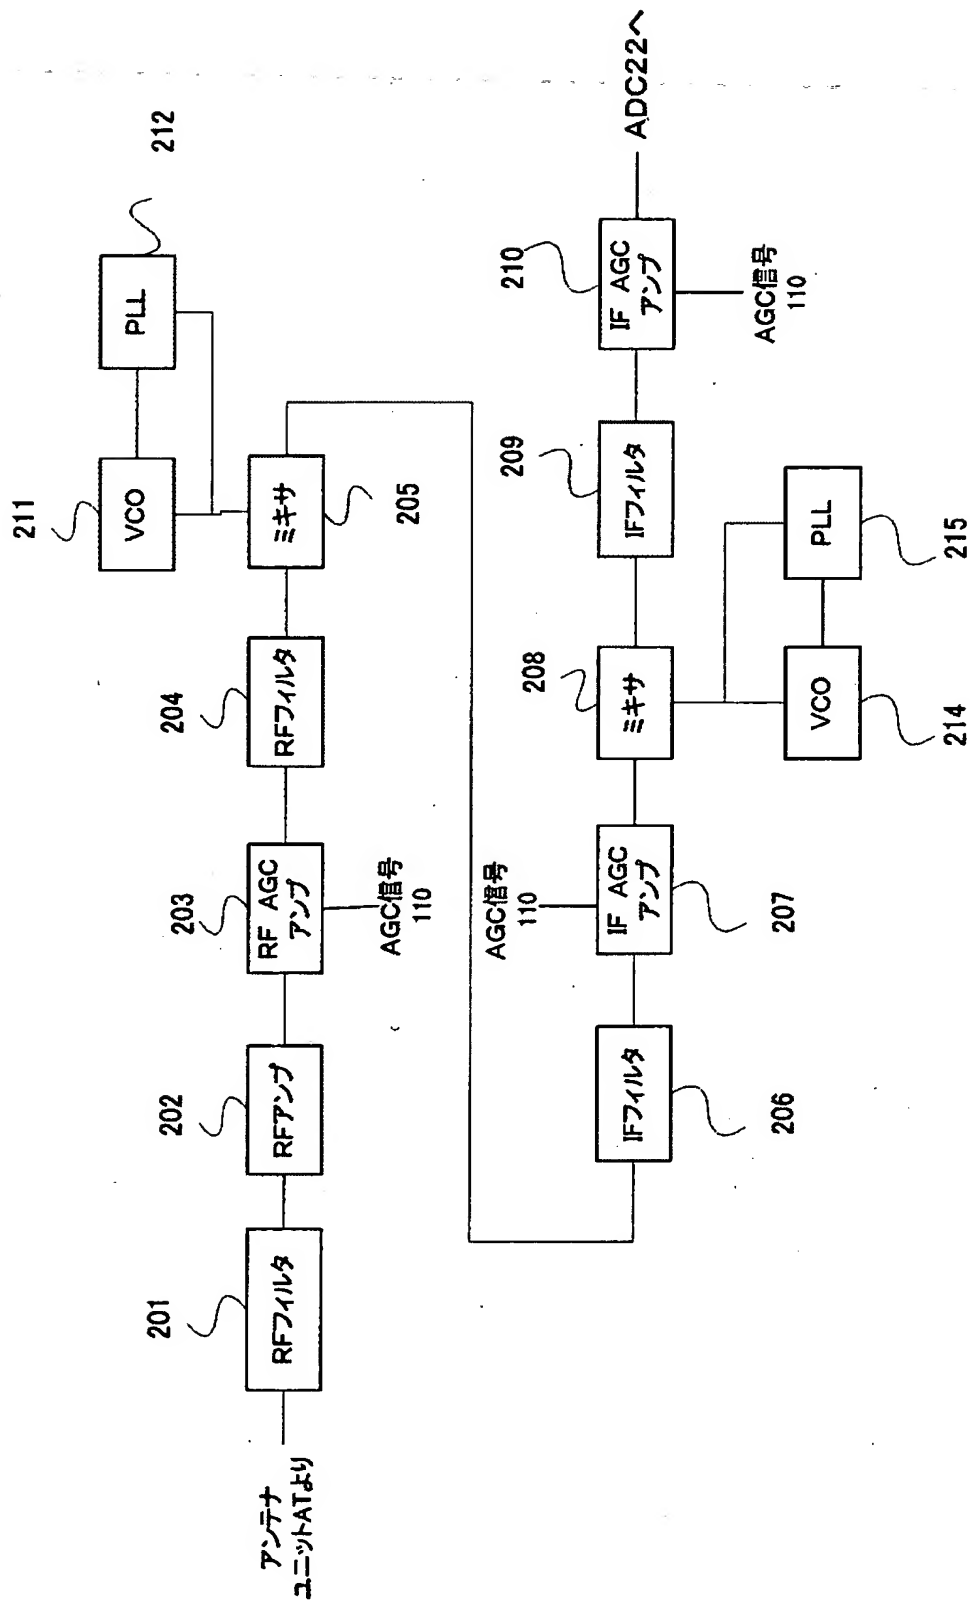 アンテナ
ユニットATより
201
RFフィルタ
202
RFアンプ
203
RF AGC
アンプ
AGC信号
110
204
RFフィルタ
205
ミキサ
211
VCO
212
PLL
206
IFフィルタ
207
IF AGC
アンプ
AGC信号
110
208
ミキサ
214
VCO
215
PLL
209
IFフィルタ
210
IF AGC
アンプ
AGC信号
110
ADC22へ